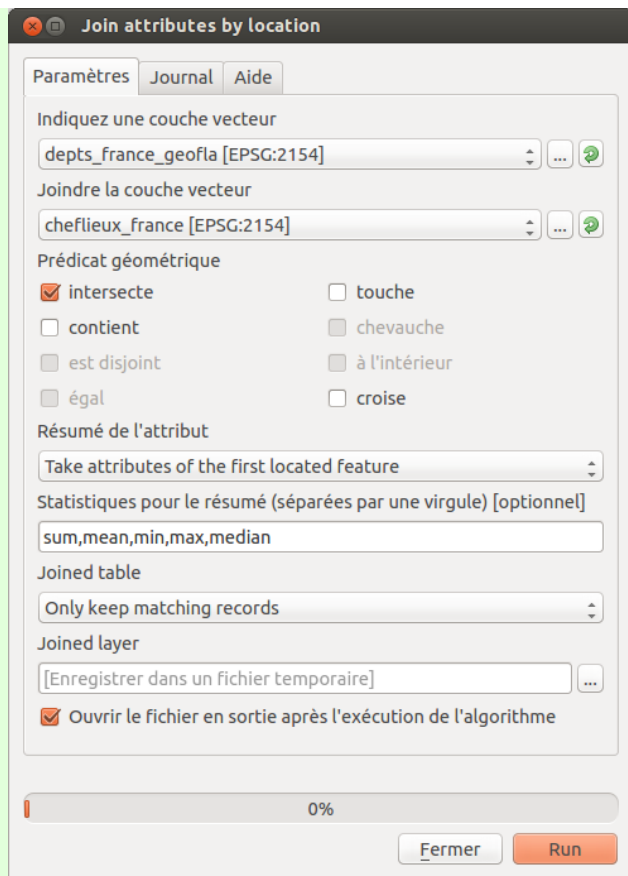 Join attributes by location
Paramètres Journal Aide
Indiquez une couche vecteur
depts_france_geofla [EPSG:2154] ...
Joindre la couche vecteur
cheflieux_france [EPSG:2154] ...
Prédicat géométrique
intersecte touche
contient chevauche
est disjoint à l'intérieur
égal croise
Résumé de l'attribut
Take attributes of the first located feature
Statistiques pour le résumé (séparées par une virgule) [optionnel]
sum,mean,min,max,median
Joined table
Only keep matching records
Joined layer
[Enregistrer dans un fichier temporaire] ...
Ouvrir le fichier en sortie après l'exécution de l'algorithme
0%
Fermer Run